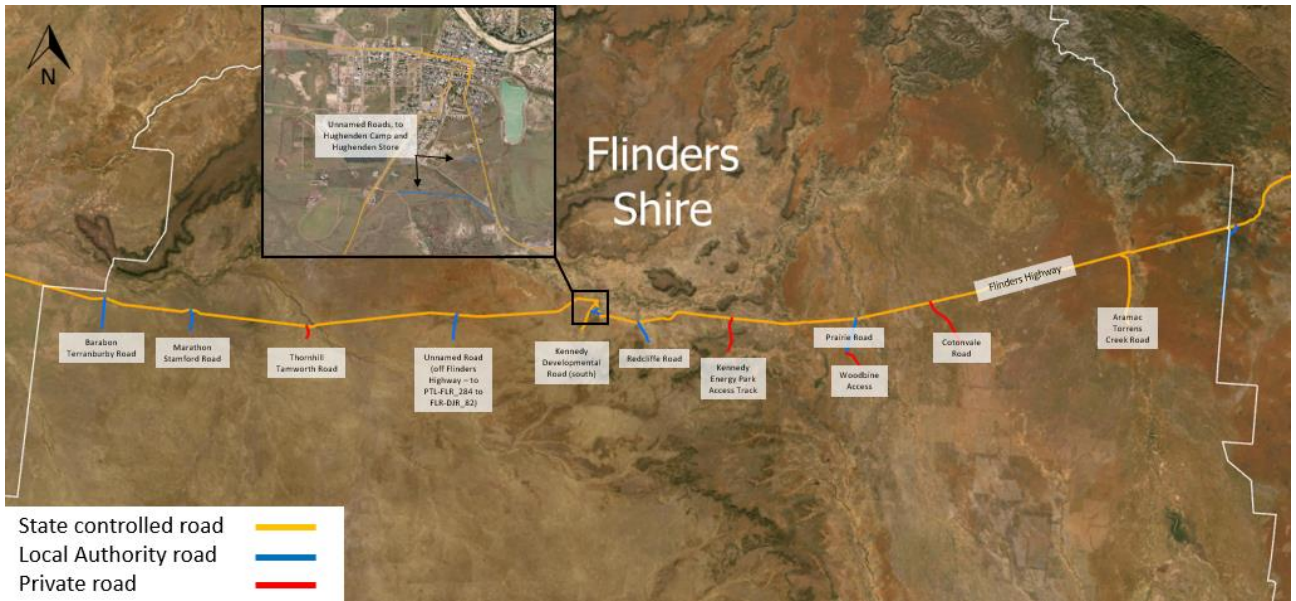 N
Unnamed Roads, to
Hughenden Camp and
Hughenden Store
Flinders
Shire
Flinders Highway
Barabon
Terranburby Road
Marathon
Stamford Road
Thornhill
Tamworth Road
Unnamed Road
(off Flinders
Highway – to
PTL-FLR_284 to
FLR-DJR_82)
Kennedy
Developmental
Road (south)
Redcliffe Road
Kennedy
Energy Park
Access Track
Prairie Road
Woodbine
Access
Cotonvale
Road
Aramac
Torrens
Creek Road
State controlled road
Local Authority road
Private road